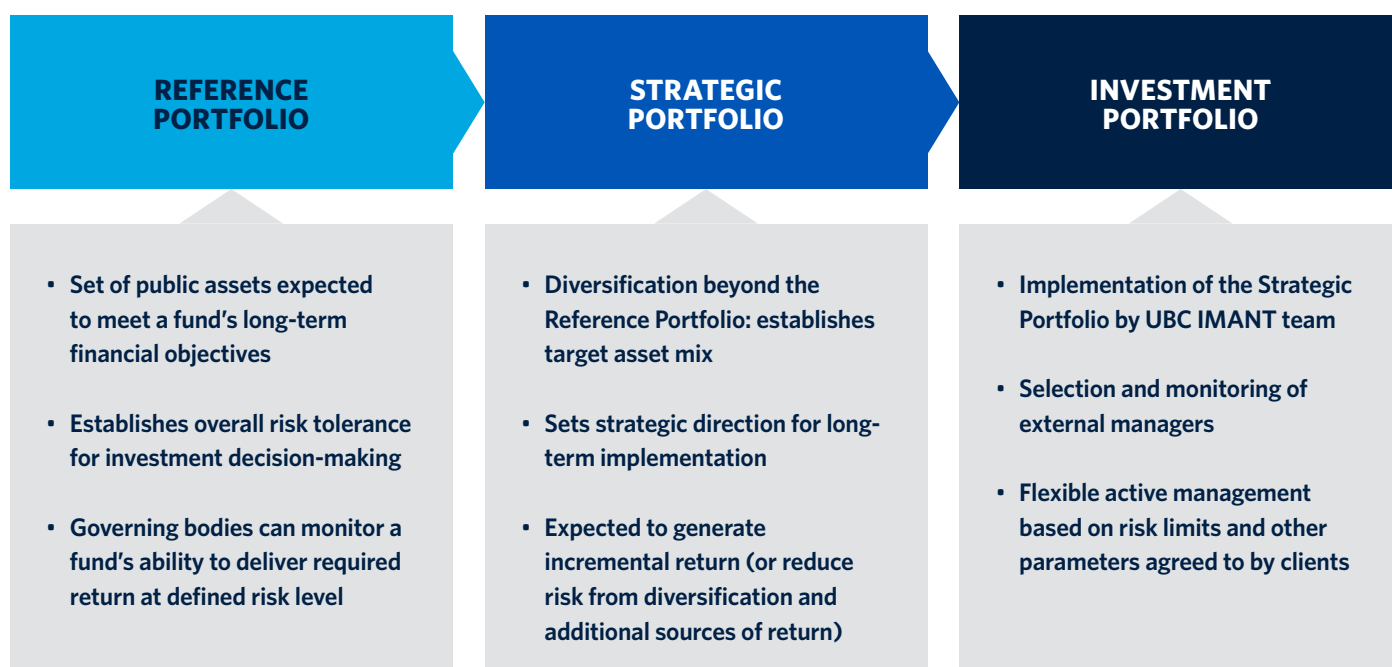 REFERENCE
PORTFOLIO
STRATEGIC
PORTFOLIO
INVESTMENT
PORTFOLIO
• Set of public assets expected
to meet a fund’s long-term
financial objectives
• Establishes overall risk tolerance
for investment decision-making
• Governing bodies can monitor a
fund’s ability to deliver required
return at defined risk level
• Diversification beyond the
Reference Portfolio: establishes
target asset mix
• Sets strategic direction for long-
term implementation
• Expected to generate
incremental return (or reduce
risk from diversification and
additional sources of return)
• Implementation of the Strategic
Portfolio by UBC IMANT team
• Selection and monitoring of
external managers
• Flexible active management
based on risk limits and other
parameters agreed to by clients